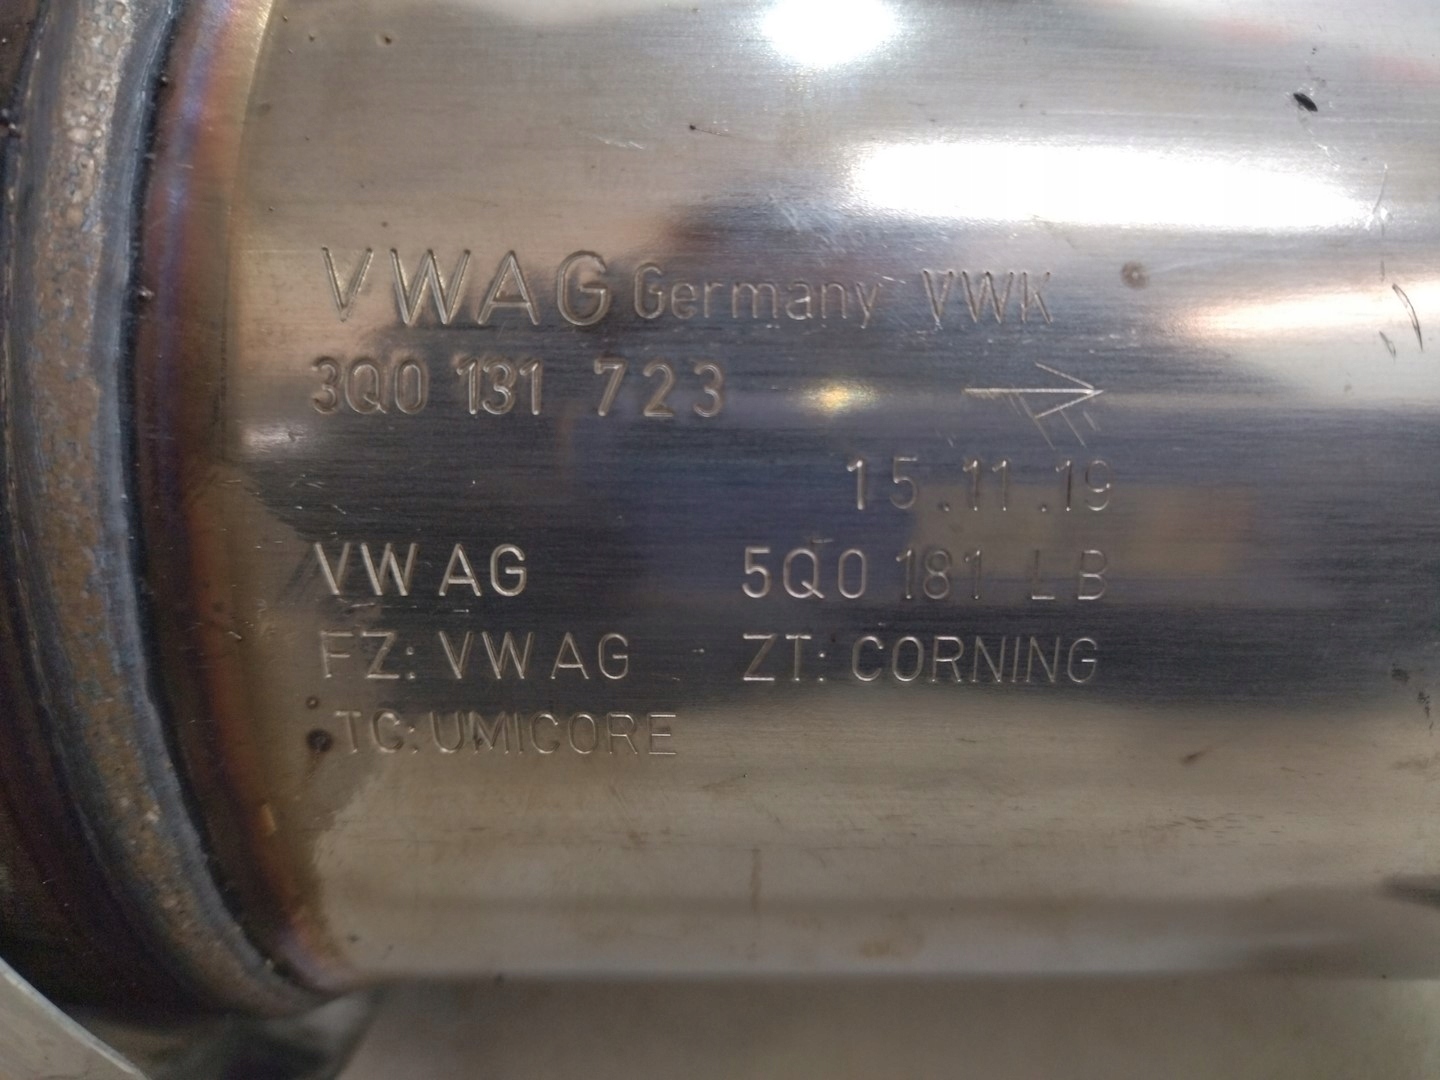 VWAG Germany VWK
3Q0 131 723
15.11.19
VW AG 5Q0 181 LB
FZ: VW AG - ZT: CORNING
TC: UMICORE